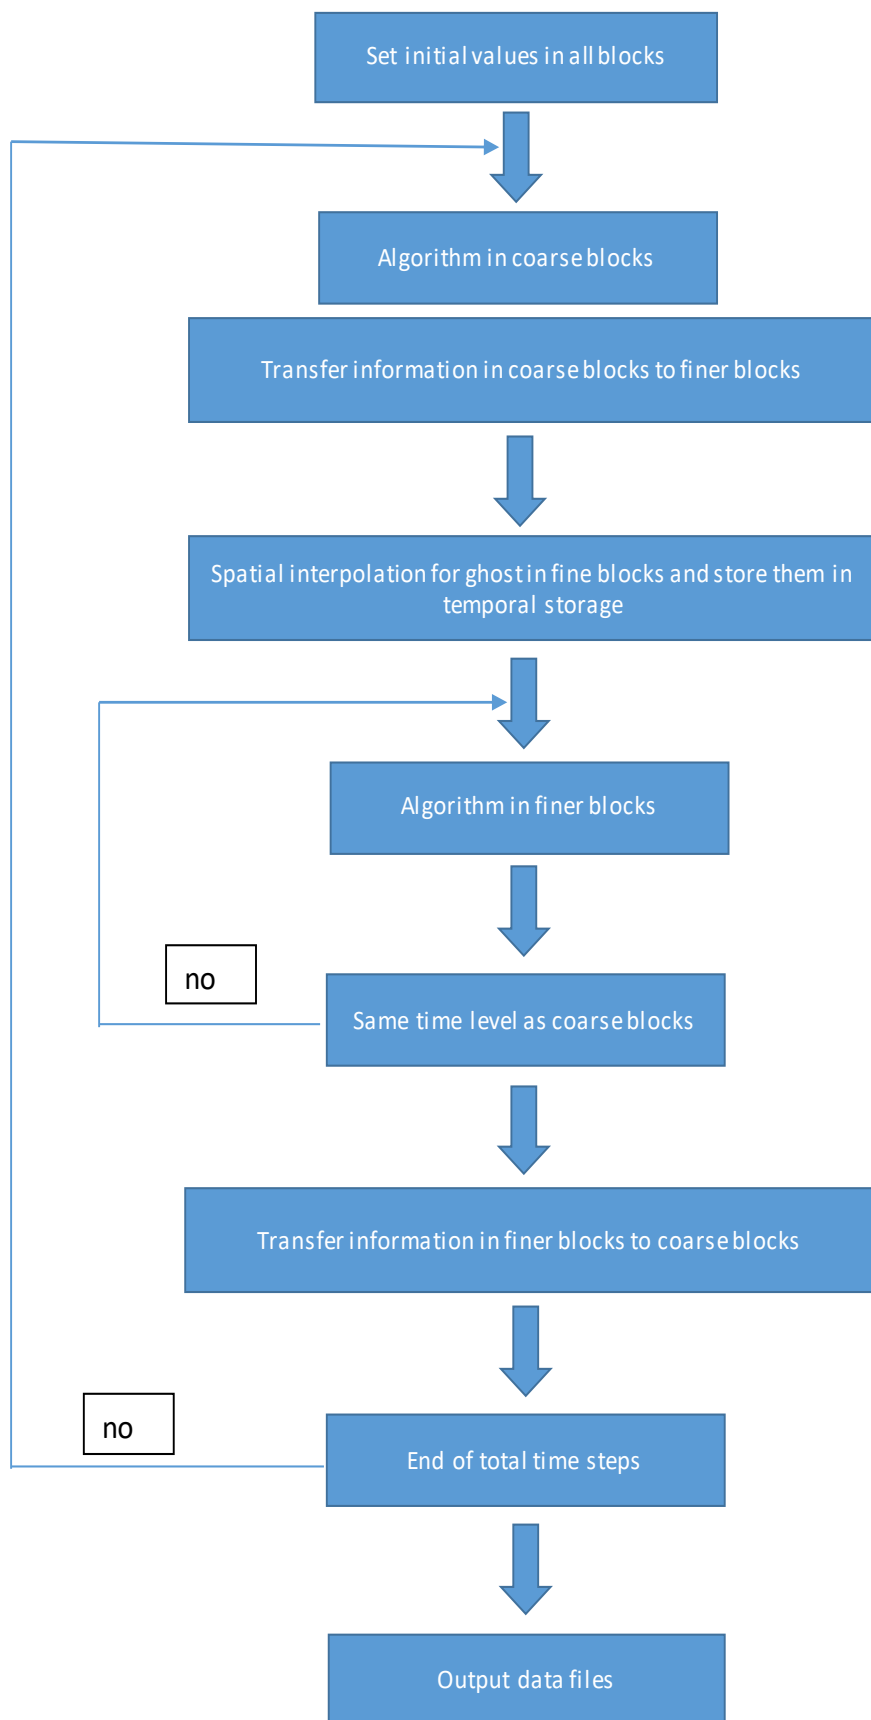 Set initial values in all blocks
Algorithm in coarse blocks
Transfer information in coarse blocks to finer blocks
Spatial interpolation for ghost in fine blocks and store them in
temporal storage
Algorithm in finer blocks
no
Same time level as coarse blocks
Transfer information in finer blocks to coarse blocks
no
End of total time steps
Output data files